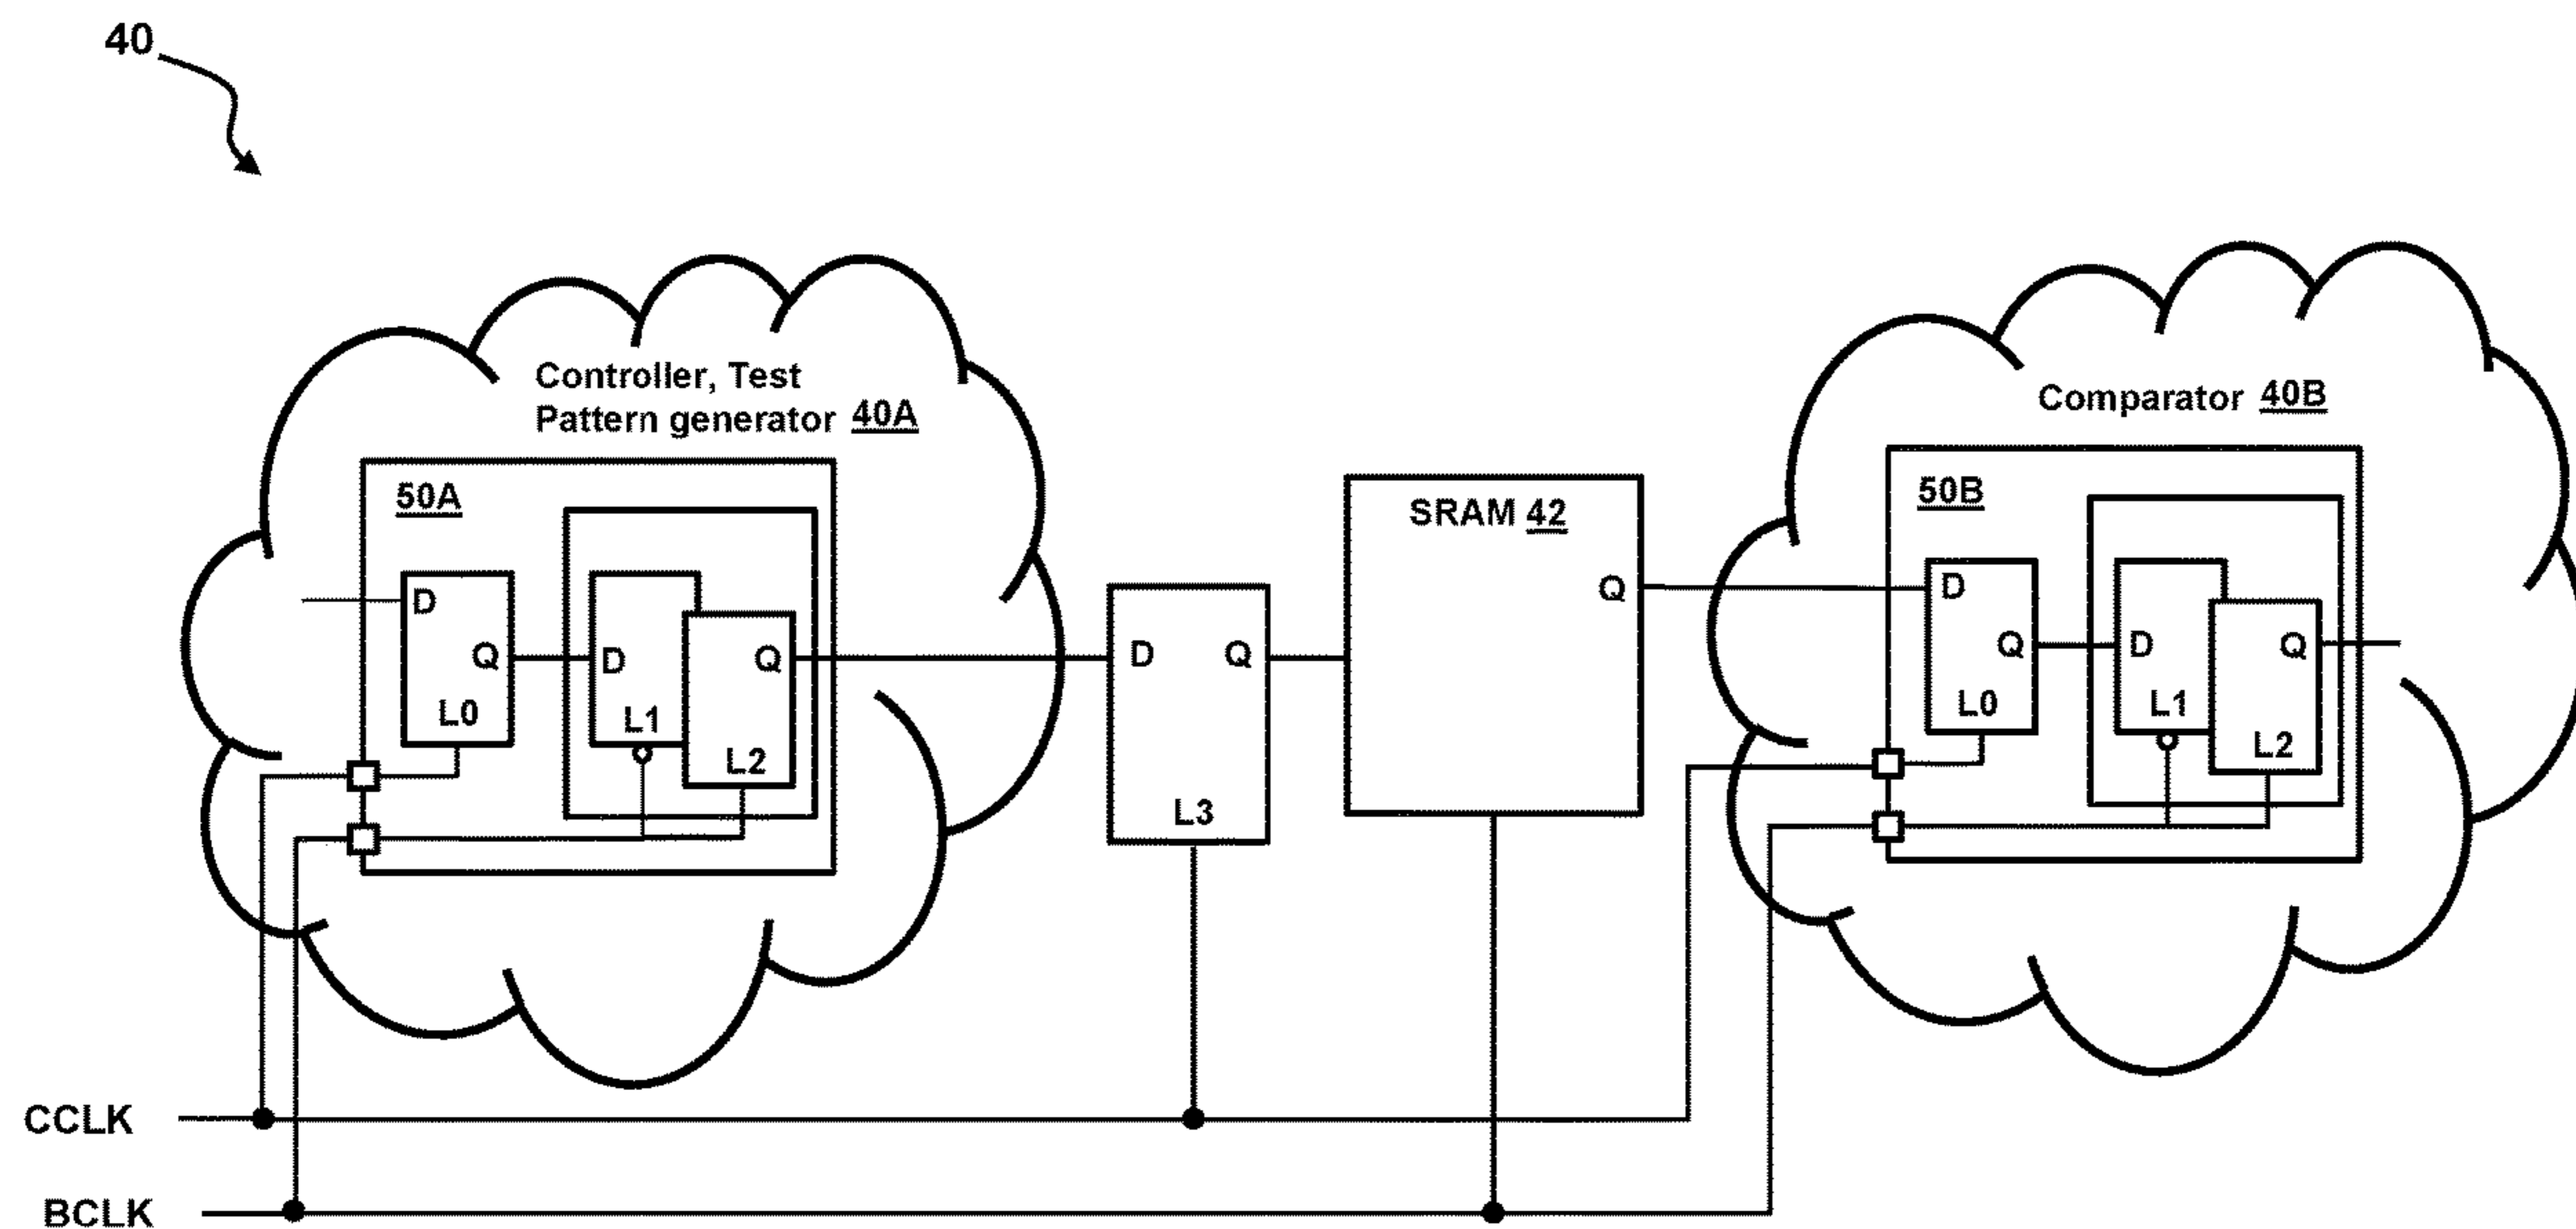 40
Controller, Test
Pattern generator 40A
50A
D
Q
L0
D
L1
Q
L2
D
Q
L3
SRAM 42
Q
Comparator 40B
50B
D
Q
L0
D
L1
Q
L2
CCLK
BCLK